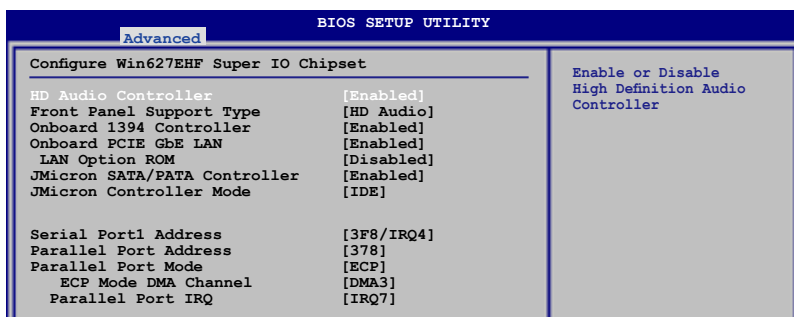 BIOS SETUP UTILITY
Advanced
Configure Win627EHF Super IO Chipset
HD Audio Controller [Enabled]
Front Panel Support Type [HD Audio]
Onboard 1394 Controller [Enabled]
Onboard PCIE GbE LAN [Enabled]
LAN Option ROM [Disabled]
JMicron SATA/PATA Controller [Enabled]
JMicron Controller Mode [IDE]
Serial Port1 Address [3F8/IRQ4]
Parallel Port Address [378]
Parallel Port Mode [ECP]
ECP Mode DMA Channel [DMA3]
Parallel Port IRQ [IRQ7]
Enable or Disable
High Definition Audio
Controller